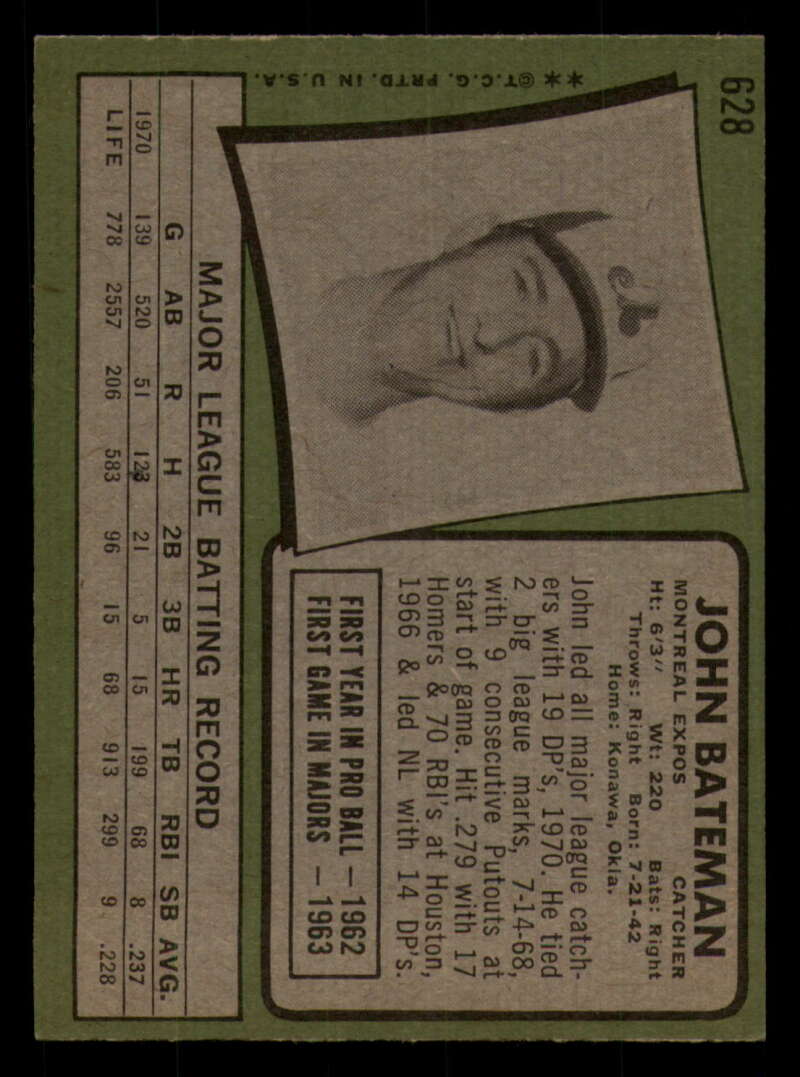 628
** ©T.C.G. PRTD. IN U.S.A.
JOHN BATEMAN
MONTREAL EXPOS CATCHER
Ht: 6'3" Wt: 220 Bats: Right
Throws: Right Born: 7-21-42
Home: Konawa, Okla.
John led all major league catch-
ers with 19 DP's, 1970. He tied
2 big league marks, 7-14-68,
with 9 consecutive Putouts at
start of game. Hit .279 with 17
Homers & 70 RBI's at Houston,
1966 & led NL with 14 DP's.
FIRST YEAR IN PRO BALL — 1962
FIRST GAME IN MAJORS — 1963
MAJOR LEAGUE BATTING RECORD
G AB R H 2B 3B HR TB RBI SB AVG.
1970 139 520 51 123 21 5 15 199 68 8 .237
LIFE 778 2557 206 583 96 15 68 913 299 9 .228